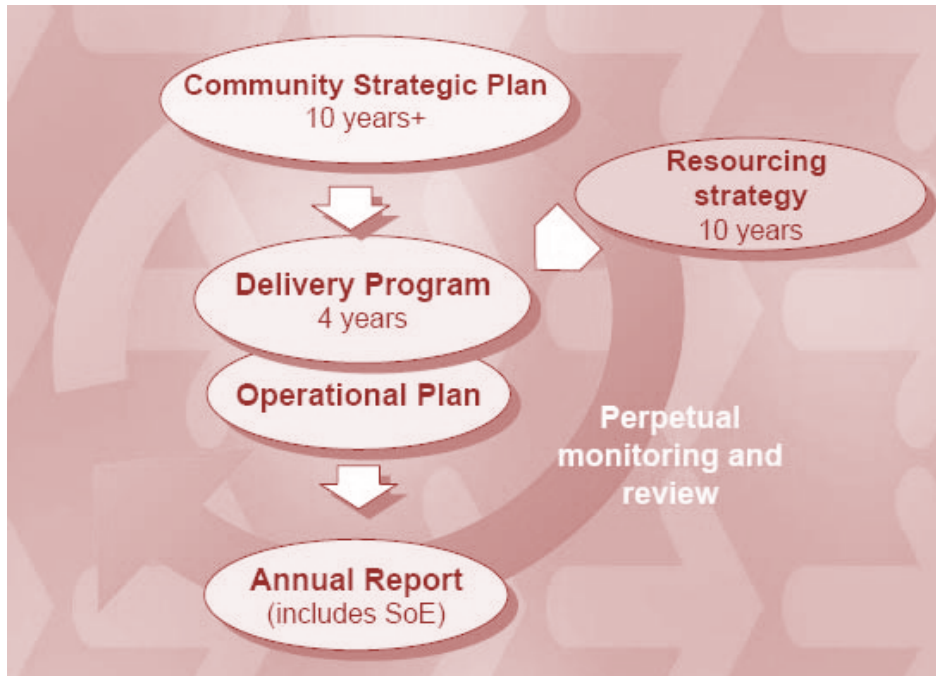 Community Strategic Plan
10 years+
Resourcing
strategy
10 years
Delivery Program
4 years
Operational Plan
Perpetual
monitoring and
review
Annual Report
(includes SoE)